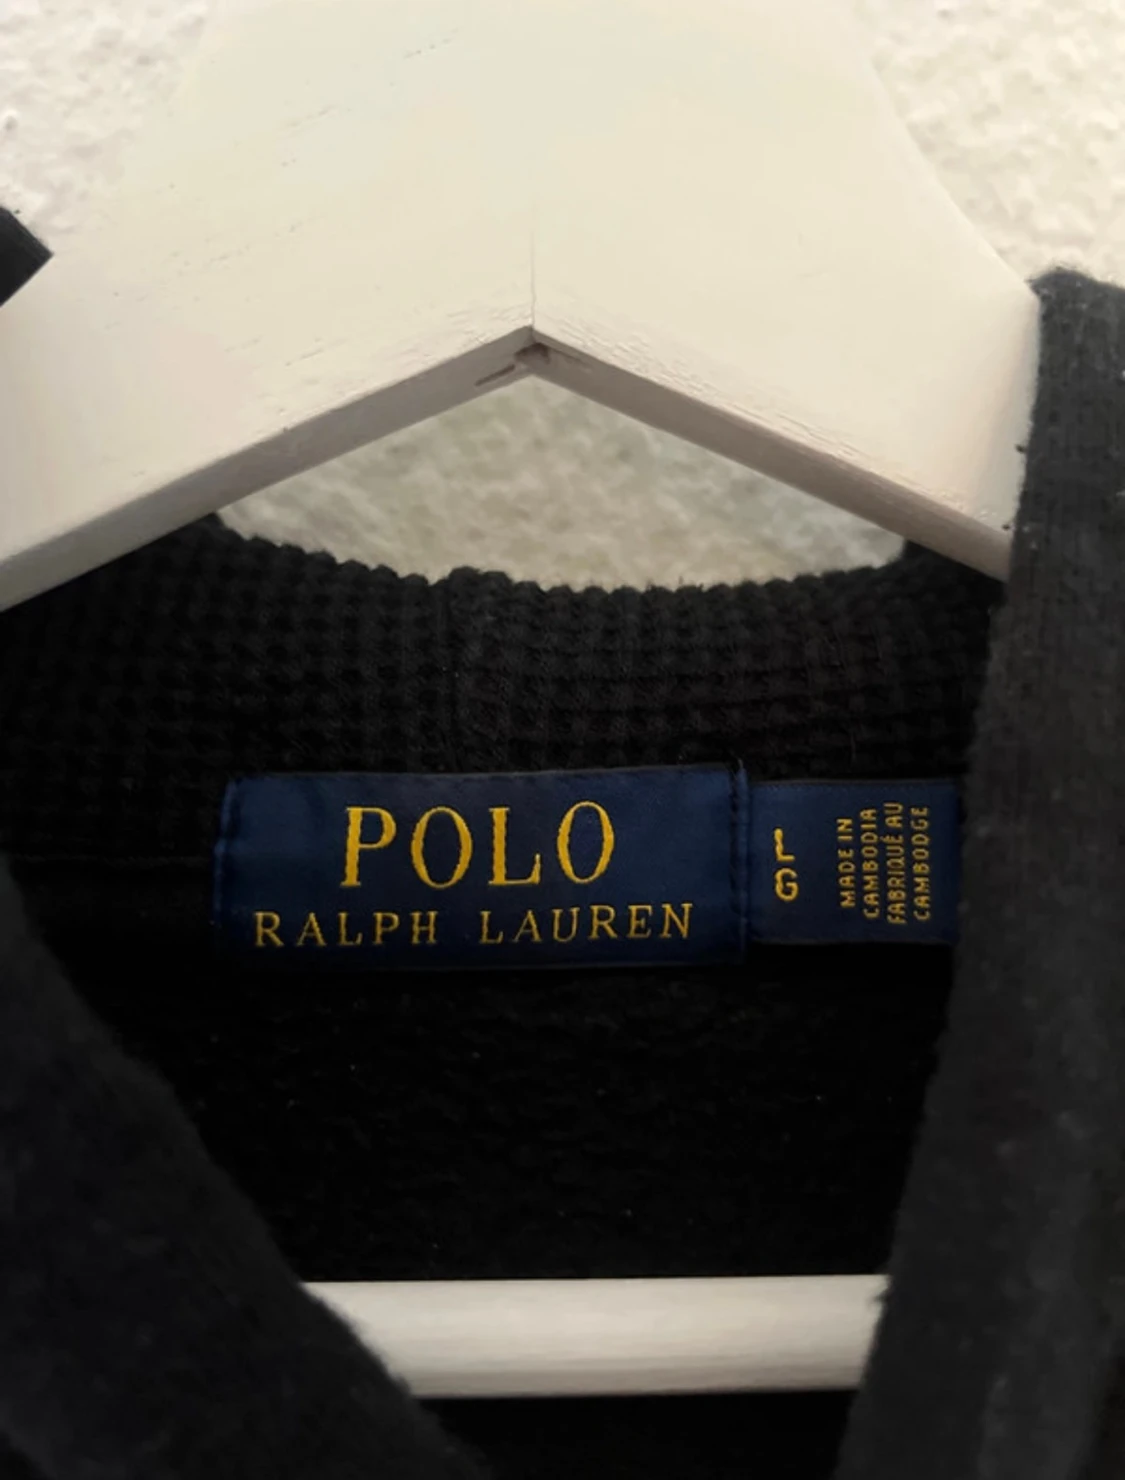 POLO
RALPH LAUREN
L
G
MADE IN
CAMBODIA
FABRIQUÉ AU
CAMBODGE